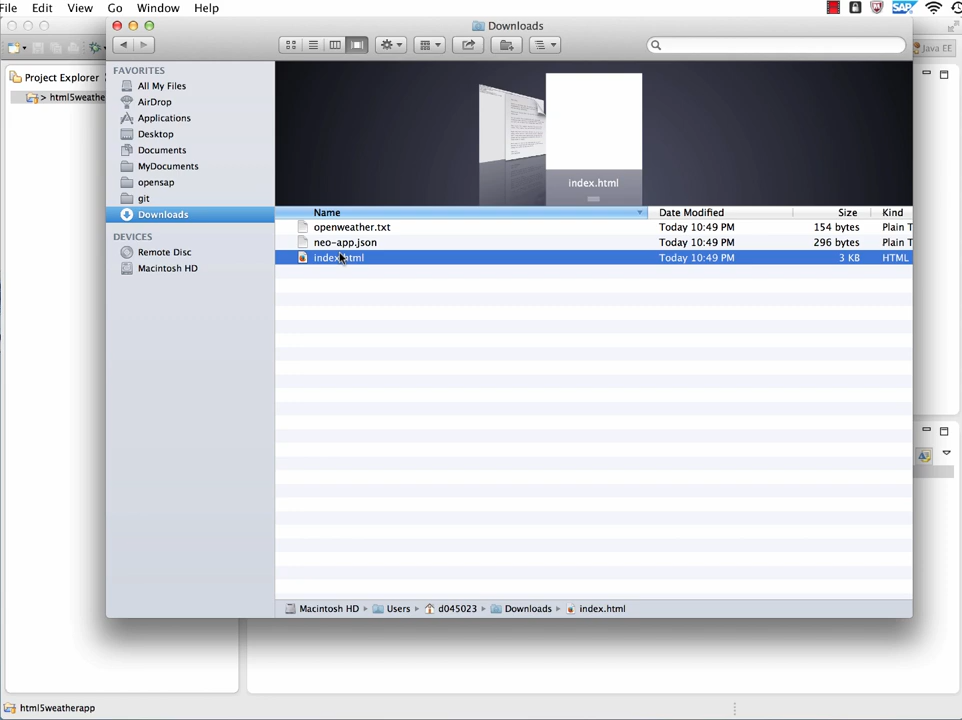 File Edit View Go Window Help SAP
Downloads
Java EE
Project Explorer
> html5weathe
FAVORITES
All My Files
AirDrop
Applications
Desktop
Documents
MyDocuments
opensap
git
Downloads
DEVICES
Remote Disc
Macintosh HD
index.html
Name Date Modified Size Kind
openweather.txt Today 10:49 PM 154 bytes Plain T
neo-app.json Today 10:49 PM 296 bytes Plain T
index.html Today 10:49 PM 3 KB HTML
Macintosh HD Users d045023 Downloads index.html
html5weatherapp